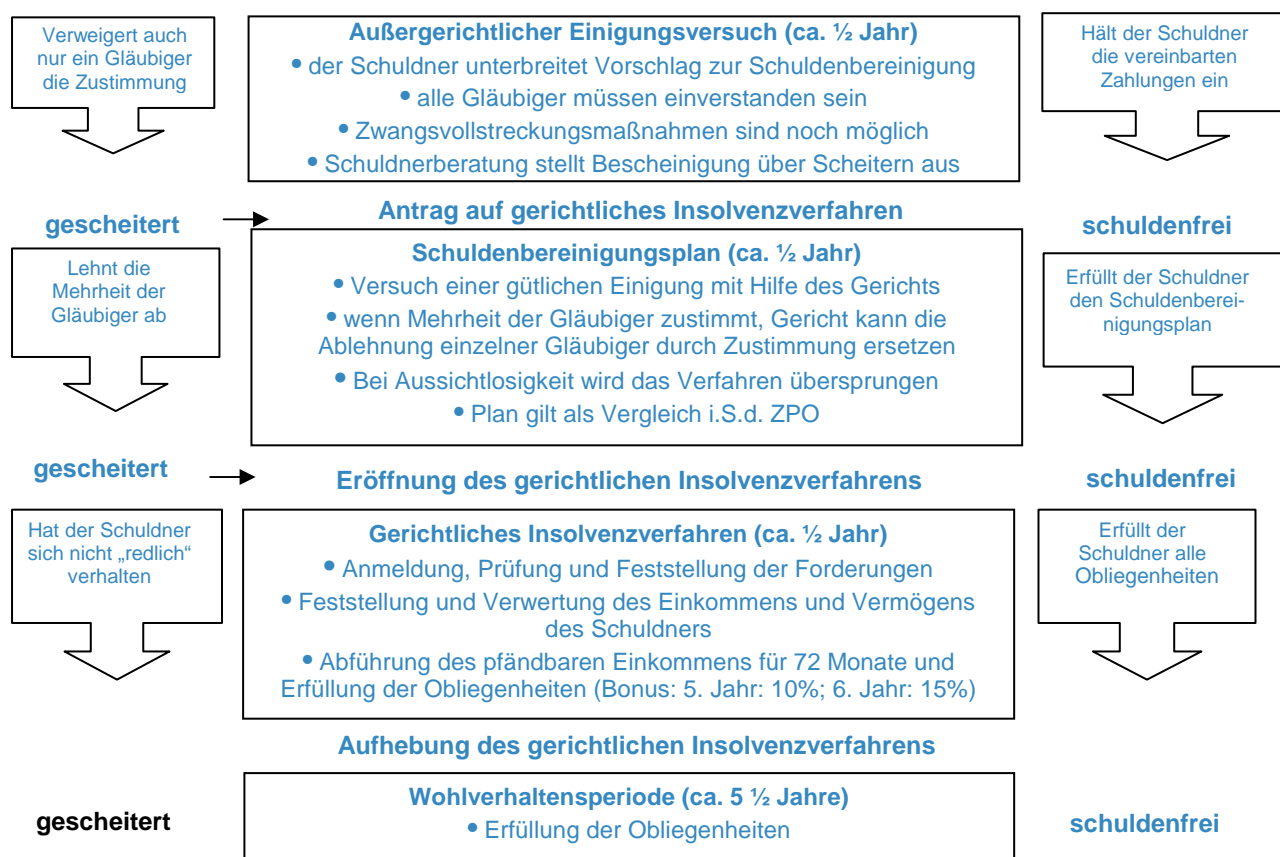 Verweigert auch
nur ein Gläubiger
die Zustimmung
Außergerichtlicher Einigungsversuch (ca. ½ Jahr)
• der Schuldner unterbreitet Vorschlag zur Schuldenbereinigung
• alle Gläubiger müssen einverstanden sein
• Zwangsvollstreckungsmaßnahmen sind noch möglich
• Schuldnerberatung stellt Bescheinigung über Scheitern aus
Hält der Schuldner
die vereinbarten
Zahlungen ein
gescheitert
Antrag auf gerichtliches Insolvenzverfahren
schuldenfrei
Lehnt die
Mehrheit der
Gläubiger ab
Schuldenbereinigungsplan (ca. ½ Jahr)
• Versuch einer gütlichen Einigung mit Hilfe des Gerichts
• wenn Mehrheit der Gläubiger zustimmt, Gericht kann die
Ablehnung einzelner Gläubiger durch Zustimmung ersetzen
• Bei Aussichtlosigkeit wird das Verfahren übersprungen
• Plan gilt als Vergleich i.S.d. ZPO
Erfüllt der Schuldner
den Schuldenberei-
nigungsplan
gescheitert
Eröffnung des gerichtlichen Insolvenzverfahrens
schuldenfrei
Hat der Schuldner
sich nicht „redlich“
verhalten
Gerichtliches Insolvenzverfahren (ca. ½ Jahr)
• Anmeldung, Prüfung und Feststellung der Forderungen
• Feststellung und Verwertung des Einkommens und Vermögens
des Schuldners
• Abführung des pfändbaren Einkommens für 72 Monate und
Erfüllung der Obliegenheiten (Bonus: 5. Jahr: 10%; 6. Jahr: 15%)
Erfüllt der
Schuldner alle
Obliegenheiten
Aufhebung des gerichtlichen Insolvenzverfahrens
gescheitert
Wohlverhaltensperiode (ca. 5 ½ Jahre)
• Erfüllung der Obliegenheiten
schuldenfrei